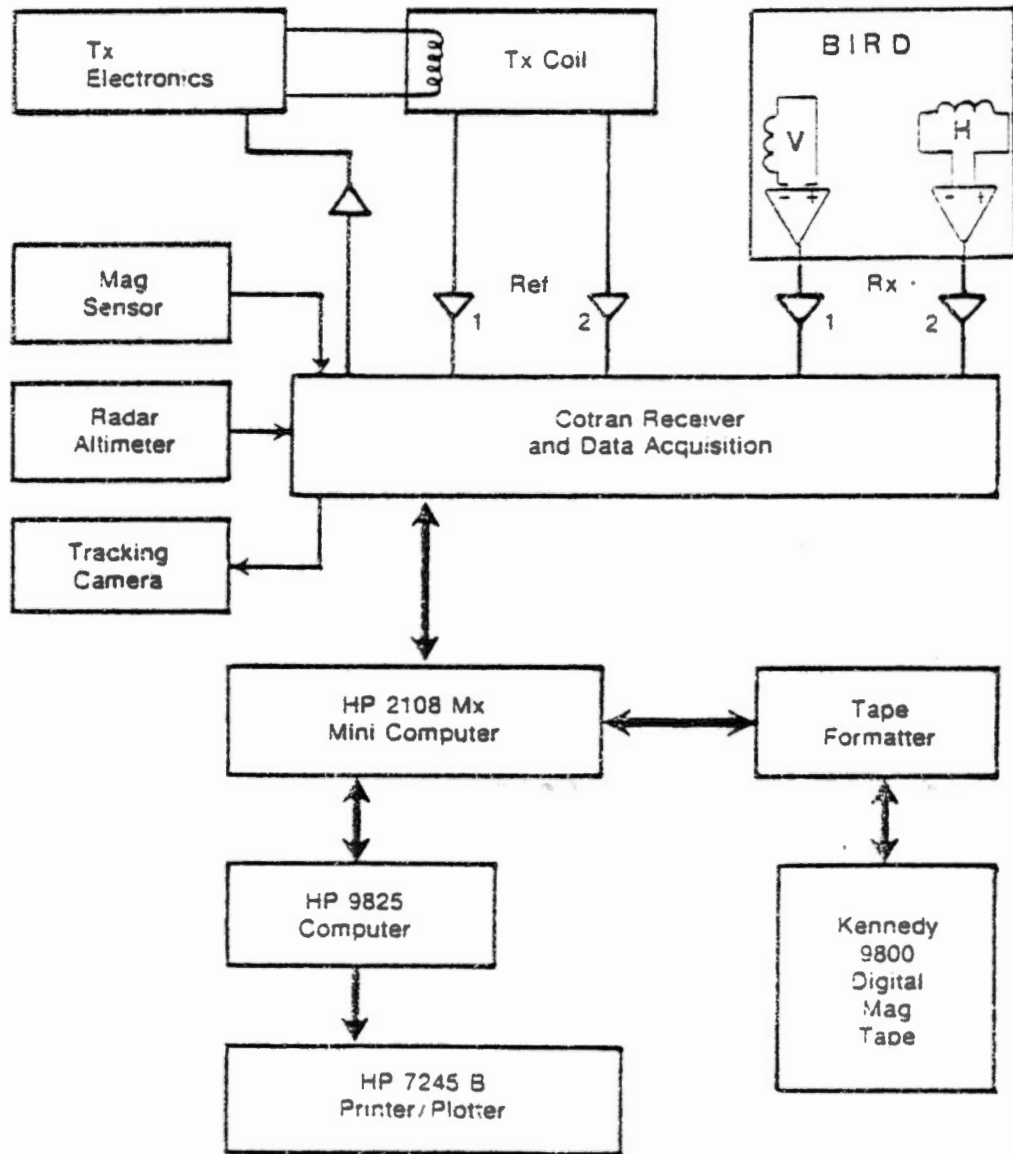 Tx
Electronics
Tx Coil
BIRD
V
H
- +
- +
Mag
Sensor
Ref
Rx
1
2
1
2
Radar
Altimeter
Cotran Receiver
and Data Acquisition
Tracking
Camera
HP 2108 Mx
Mini Computer
Tape
Formatter
HP 9825
Computer
Kennedy
9800
Digital
Mag
Tape
HP 7245 B
Printer/Plotter